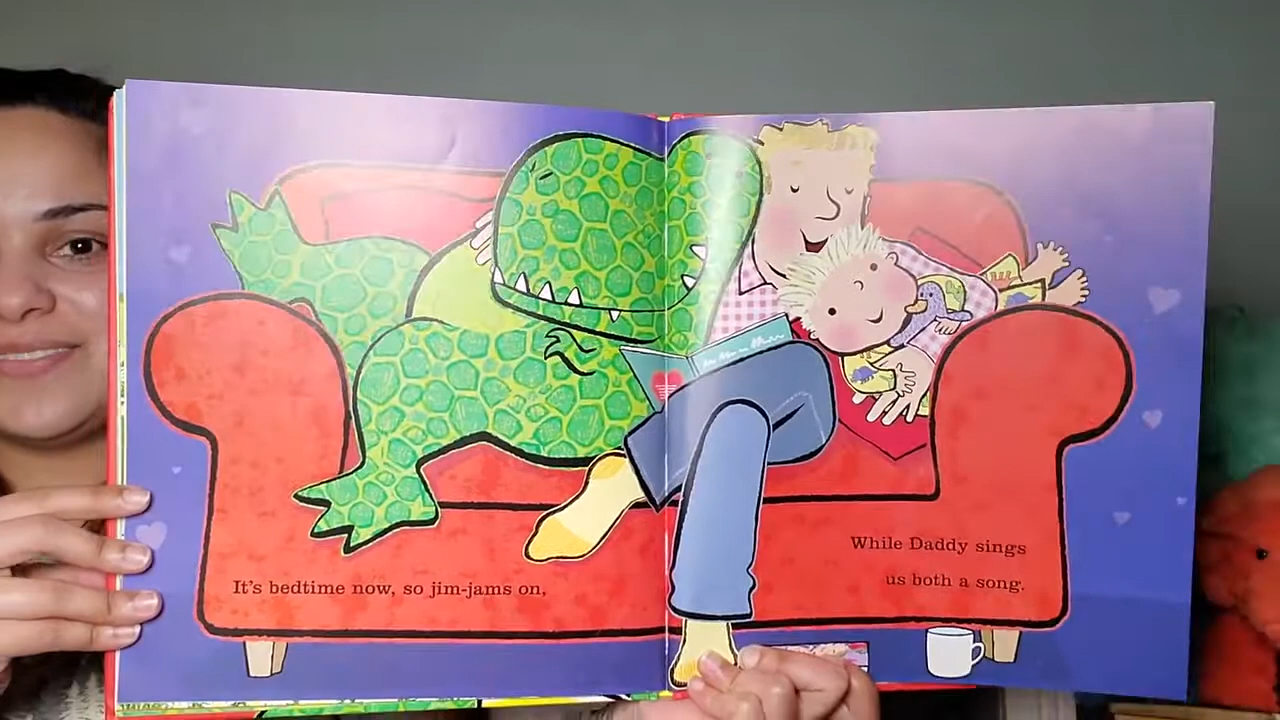 It's bedtime now, so jim-jams on,
While Daddy sings
us both a song.